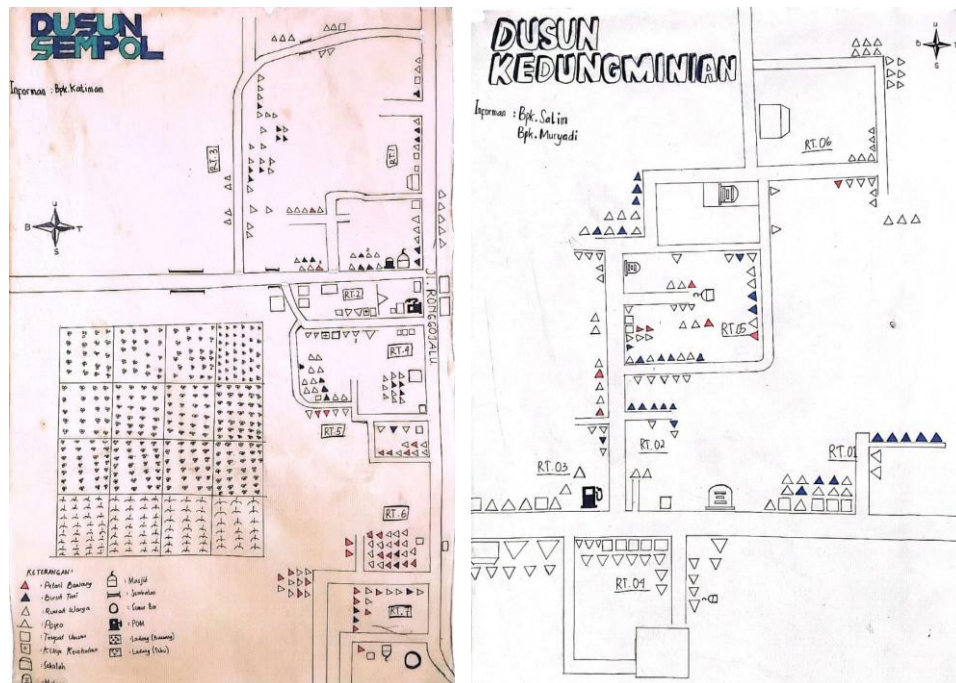 DUSUN
SEMPOL
Informan : Bpk. Katiman
RT.3
RT.1
U
B T
S
Jl. RONGGOJALU
RT.2
RT.4
RT.5
RT.6
RT.7
KETERANGAN:
: Petani Bawang
: Buruh Tani
: Rumah Warga
: Posko
: Tempat Umum
: Klinik Kesehatan
: Sekolah
: Masjid
: Jembatan
: Sumur Bor
: POM
: Ladang (Bawang)
: Ladang (Tebu)
DUSUN
KEDUNGMINIAN
Informan : Bpk. Salim
Bpk. Muryadi
U
B T
S
RT.06
RT.05
RT.02
RT.01
RT.03
RT.04